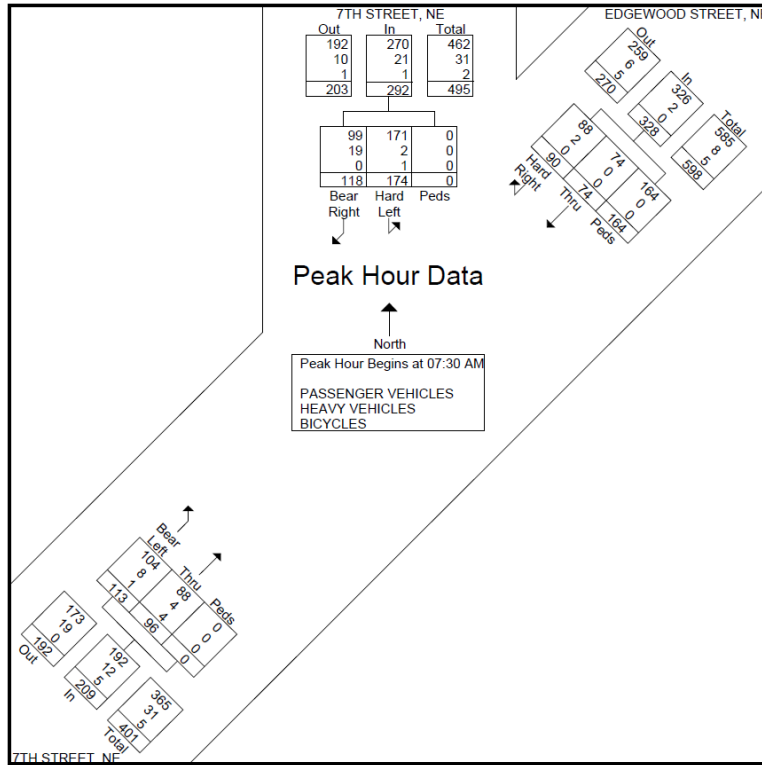 7TH STREET, NE
Out In Total
192 270 462
10 21 31
1 1 2
203 292 495
99 171 0
19 2 0
0 1 0
118 174 0
Bear Right Hard Left Peds
EDGEWOOD STREET, NE
Out In Total
259 326 585
6 2 8
5 0 5
270 328 598
88 74 164
2 0 0
0 0 0
90 74 164
Hard Right Thru Peds
Peak Hour Data
North
Peak Hour Begins at 07:30 AM
PASSENGER VEHICLES
HEAVY VEHICLES
BICYCLES
Bear Left Thru Peds
104 88 0
8 4 0
1 4 0
113 96 0
173 192 365
19 12 31
0 5 5
192 209 401
Out In Total
7TH STREET, NE